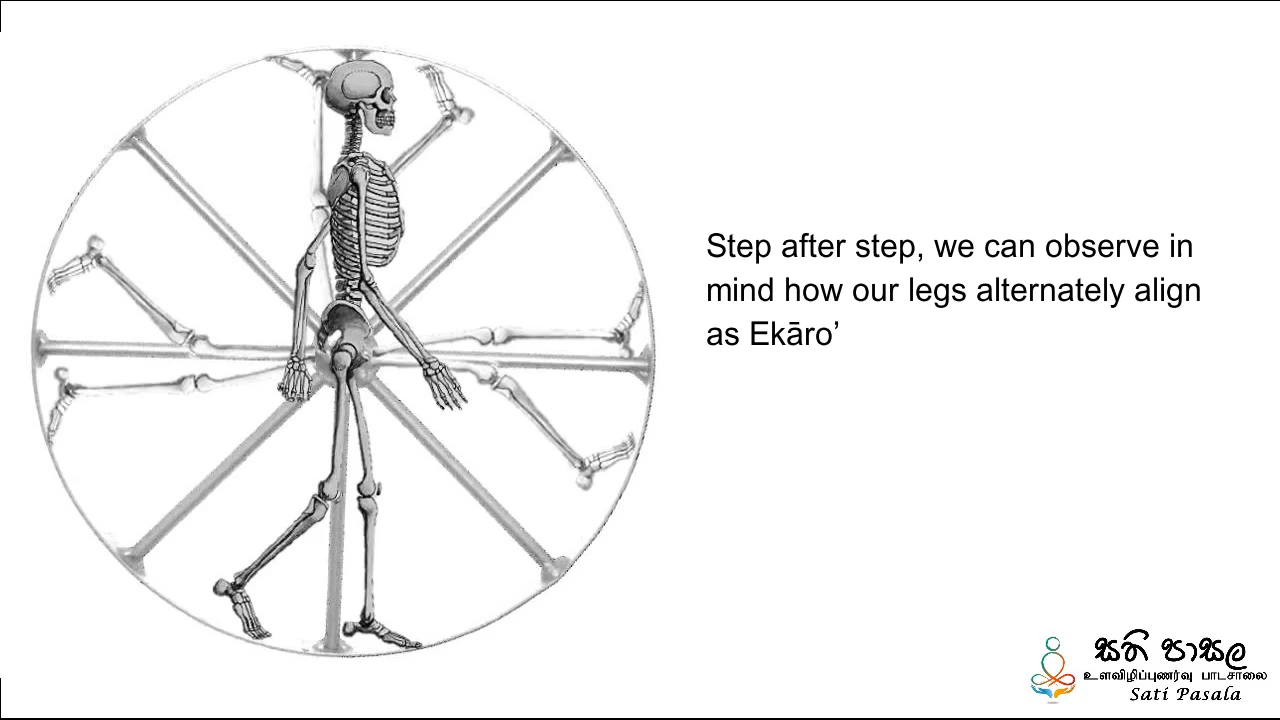 Step after step, we can observe in
mind how our legs alternately align
as Ekāro’
සති පාසල
உளவிழிப்புணர்வு பாடசாலை
Sati Pasala